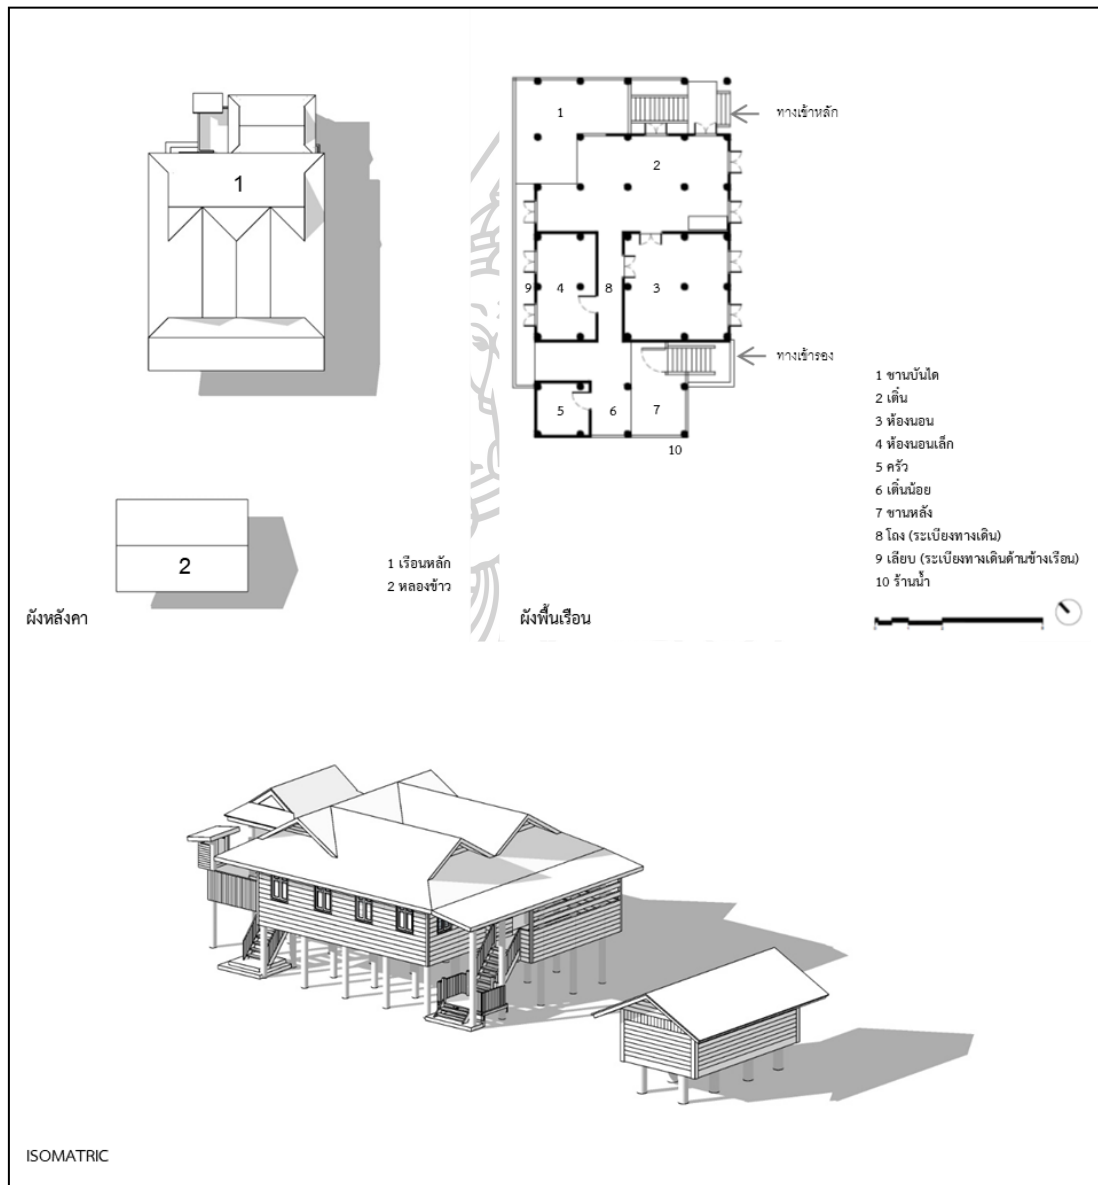 1
1 เรือนหลัก
2
2 หลองข้าว
ผังหลังคา
1
ทางเข้าหลัก
2
9
4
8
3
ทางเข้ารอง
5
6
7
10
ผังพื้นเรือน
1 ชานบันได
2 เติ๋น
3 ห้องนอน
4 ห้องนอนเล็ก
5 ครัว
6 เติ๋นน้อย
7 ชานหลัง
8 โถง (ระเบียงทางเดิน)
9 เลียบ (ระเบียงทางเดินด้านข้างเรือน)
10 ร้านน้ำ
ISOMATRIC